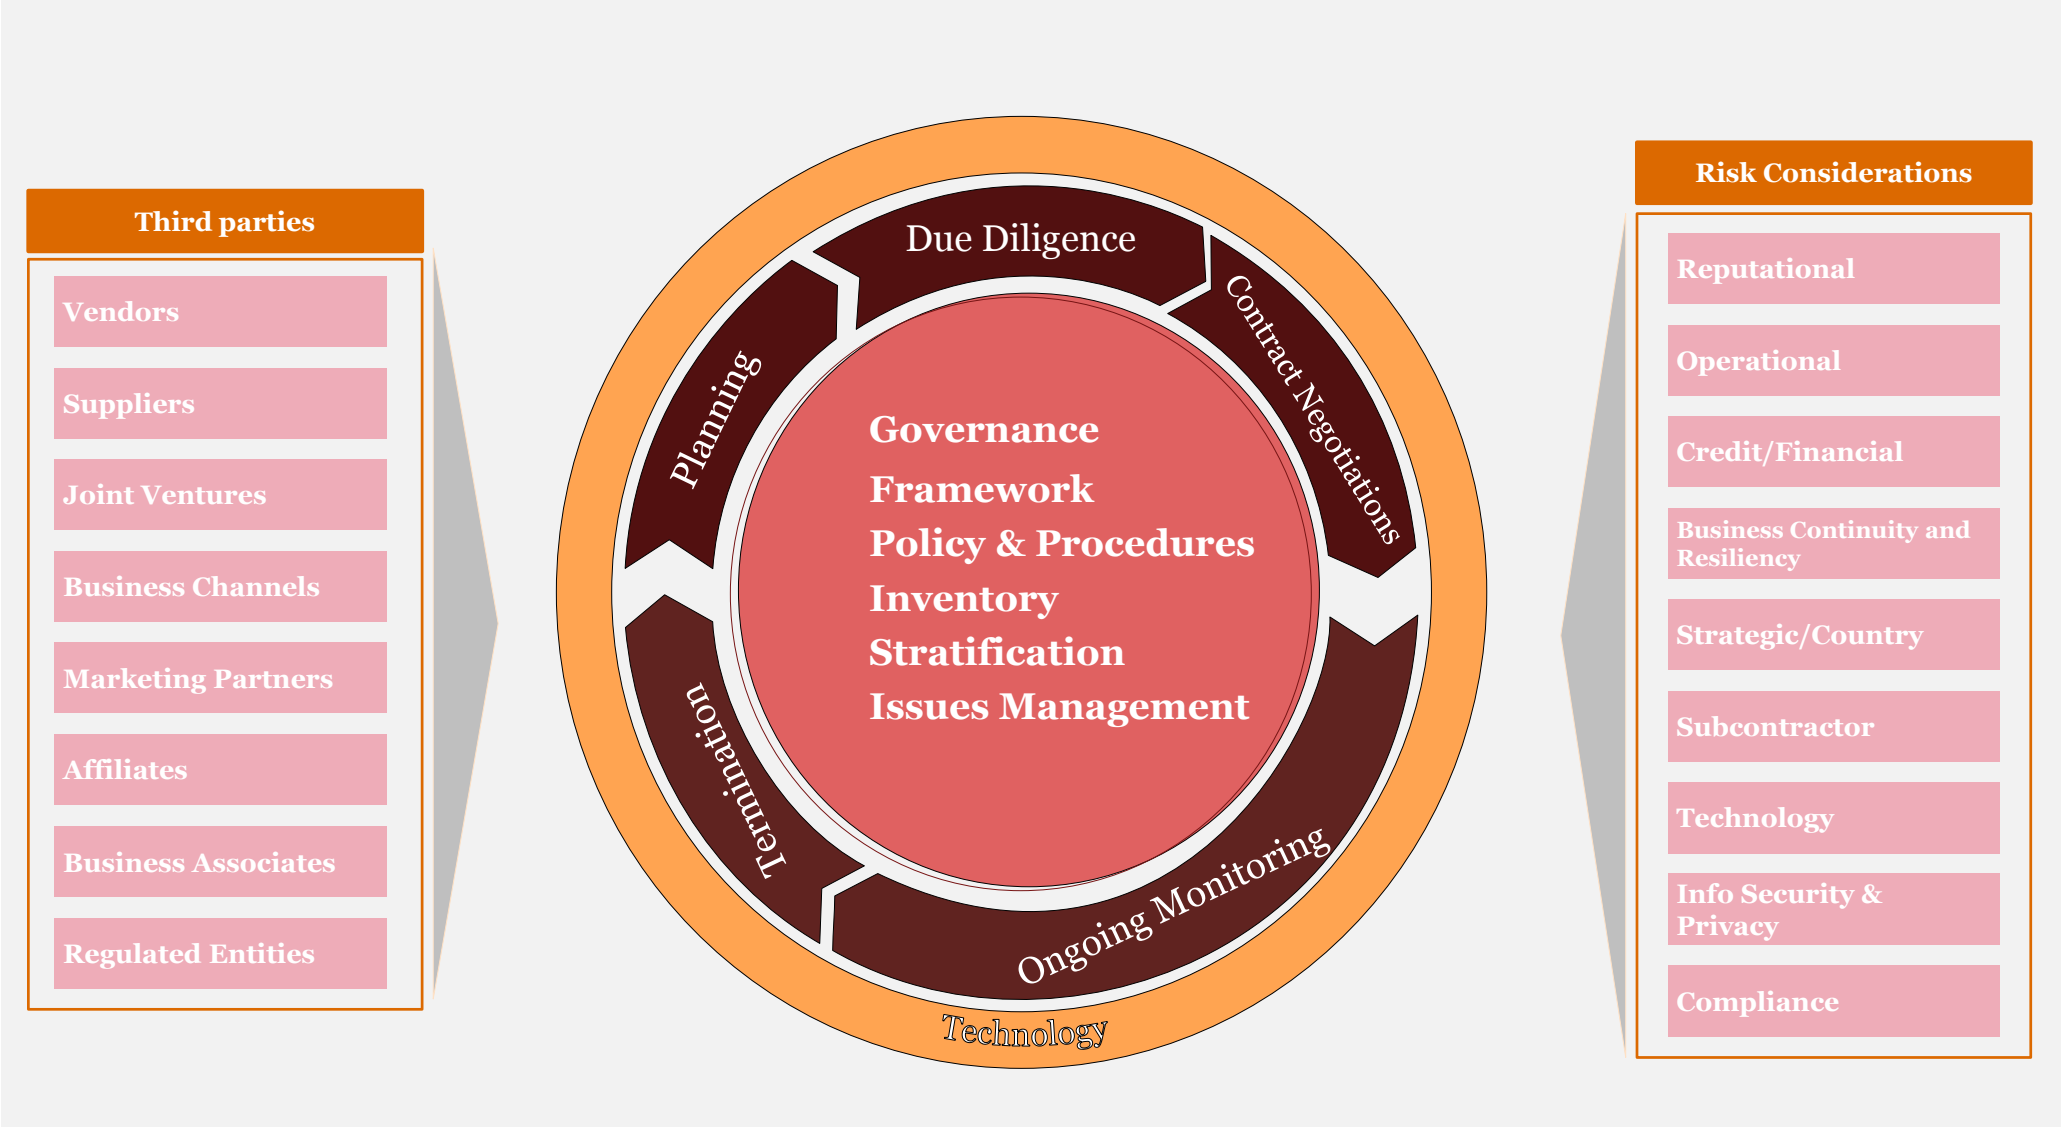 Third parties
Vendors
Suppliers
Joint Ventures
Business Channels
Marketing Partners
Affiliates
Business Associates
Regulated Entities
Planning
Due Diligence
Contract Negotiations
Ongoing Monitoring
Termination
Technology
Governance
Framework
Policy & Procedures
Inventory
Stratification
Issues Management
Risk Considerations
Reputational
Operational
Credit/Financial
Business Continuity and
Resiliency
Strategic/Country
Subcontractor
Technology
Info Security &
Privacy
Compliance